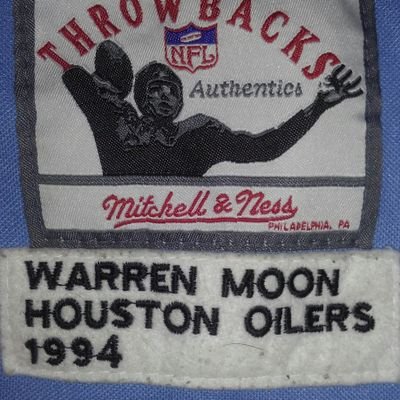 THROWBACKS
NFL
Authentics
Mitchell & Ness
PHILADELPHIA, PA
WARREN MOON
HOUSTON OILERS
1994